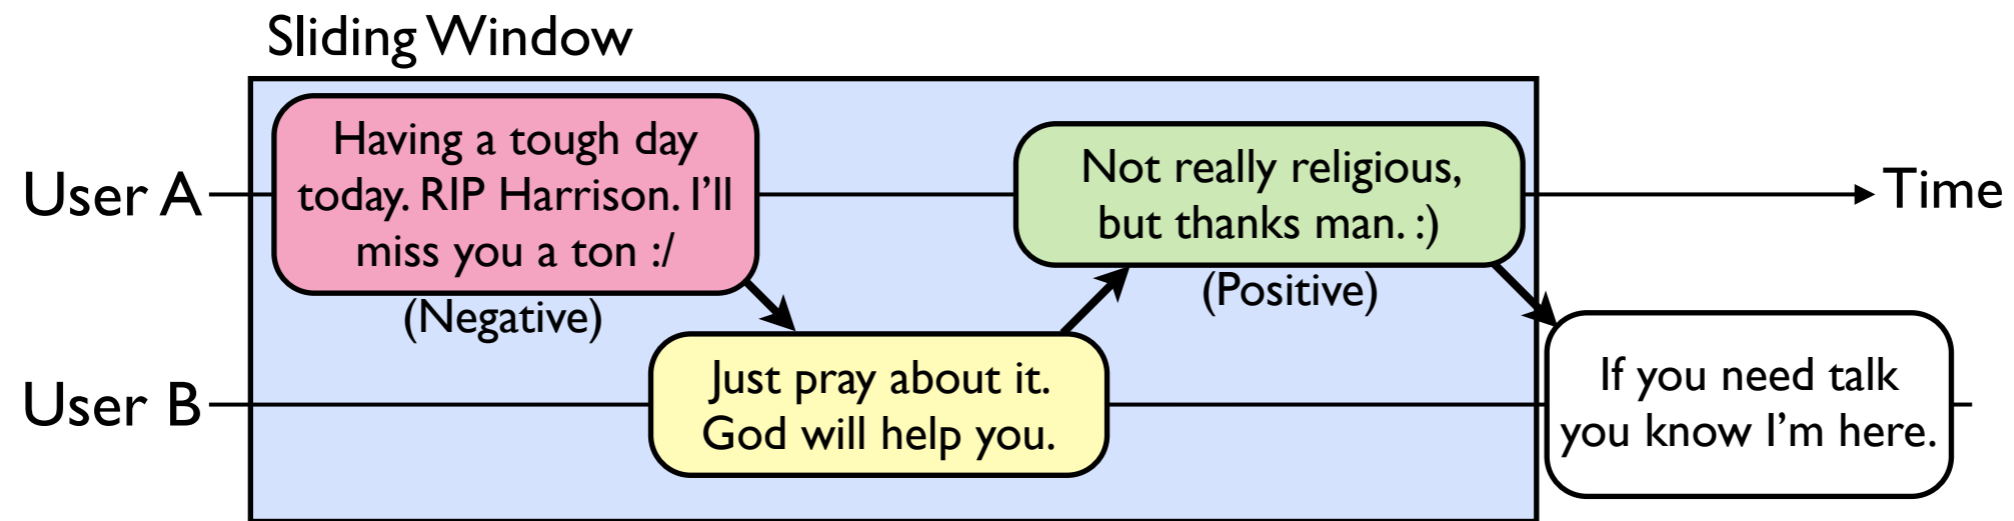 Sliding Window
User A
Having a tough day
today. RIP Harrison. I'll
miss you a ton :/
(Negative)
Not really religious,
but thanks man. :)
(Positive)
Time
User B
Just pray about it.
God will help you.
If you need talk
you know I'm here.